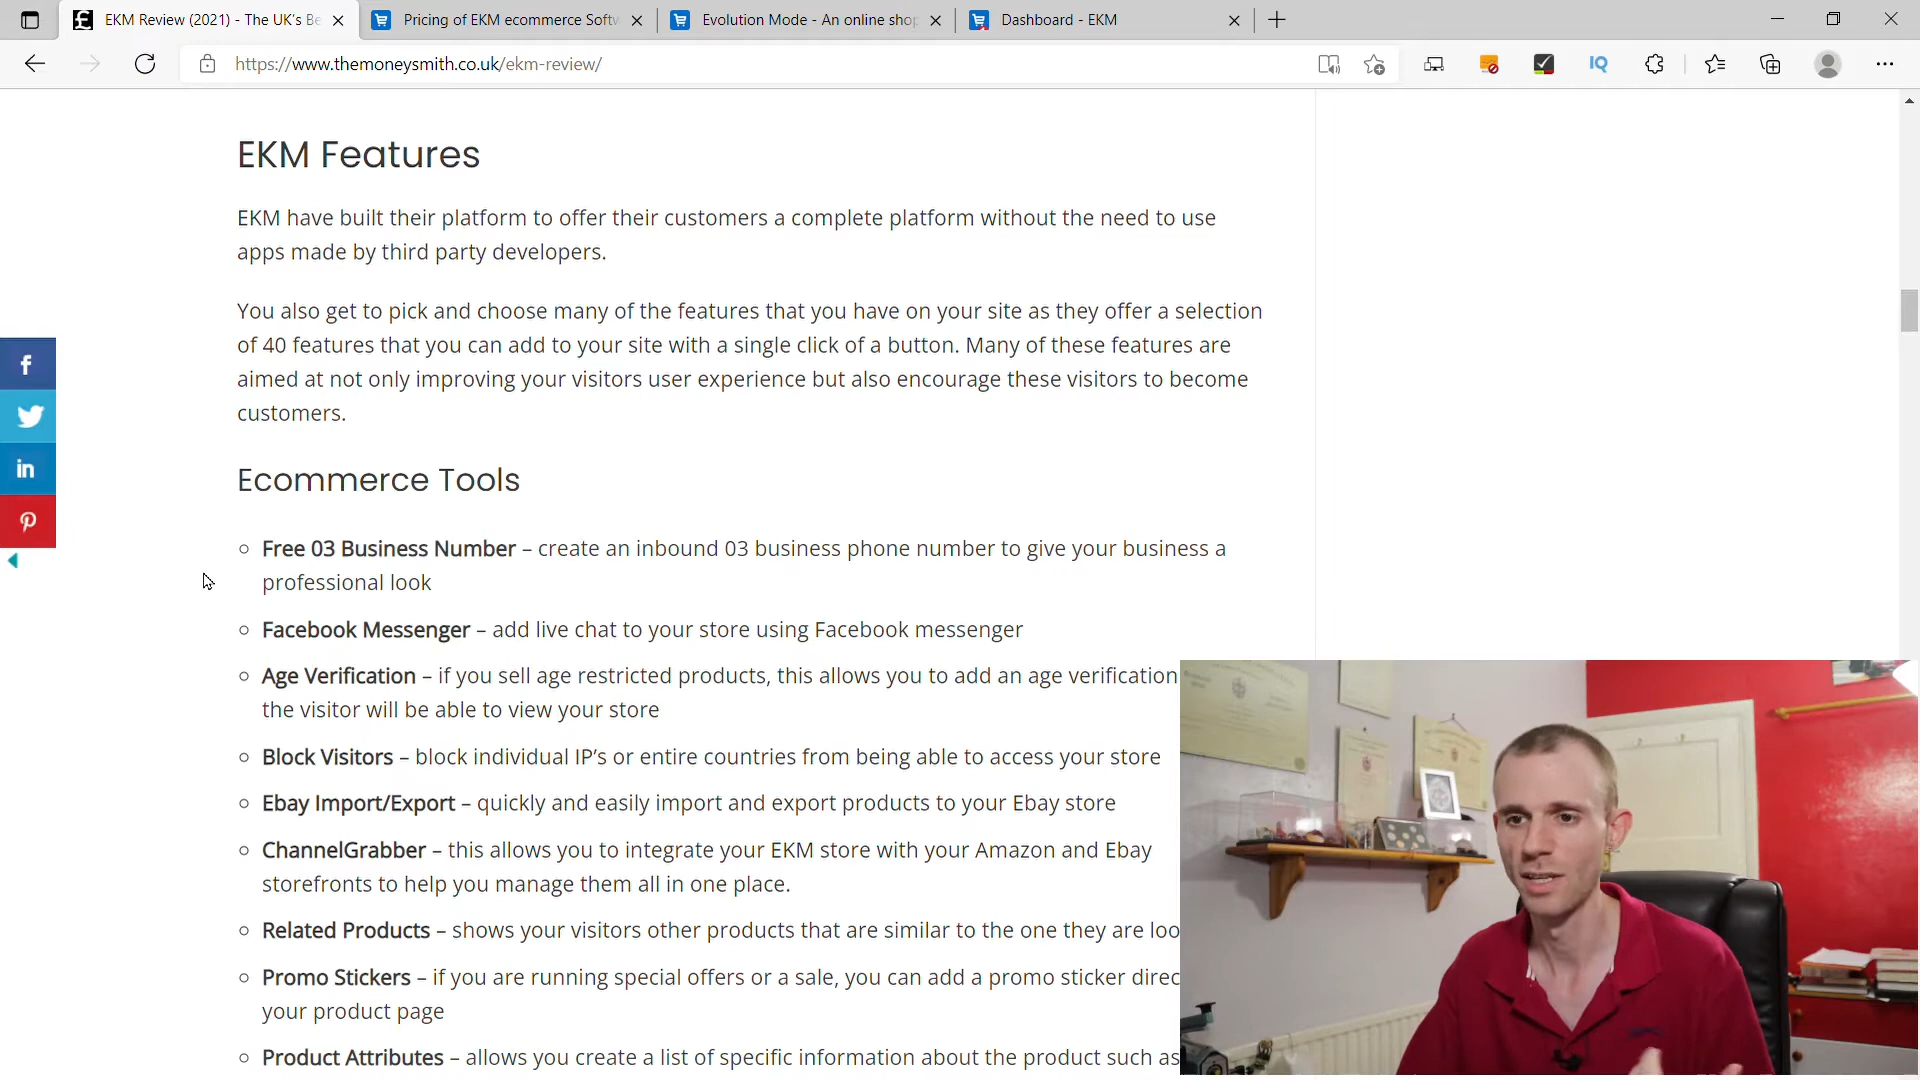 EKM Review (2021) - The UK's Be
Pricing of EKM ecommerce Softw
Evolution Mode - An online shop
Dashboard - EKM
https://www.themoneysmith.co.uk/ekm-review/
IQ
EKM Features
EKM have built their platform to offer their customers a complete platform without the need to use
apps made by third party developers.
You also get to pick and choose many of the features that you have on your site as they offer a selection
of 40 features that you can add to your site with a single click of a button. Many of these features are
aimed at not only improving your visitors user experience but also encourage these visitors to become
customers.
Ecommerce Tools
Free 03 Business Number – create an inbound 03 business phone number to give your business a
professional look
Facebook Messenger – add live chat to your store using Facebook messenger
Age Verification – if you sell age restricted products, this allows you to add an age verification
the visitor will be able to view your store
Block Visitors – block individual IP's or entire countries from being able to access your store
Ebay Import/Export – quickly and easily import and export products to your Ebay store
ChannelGrabber – this allows you to integrate your EKM store with your Amazon and Ebay
storefronts to help you manage them all in one place.
Related Products – shows your visitors other products that are similar to the one they are loo
Promo Stickers – if you are running special offers or a sale, you can add a promo sticker direc
your product page
Product Attributes – allows you create a list of specific information about the product such as